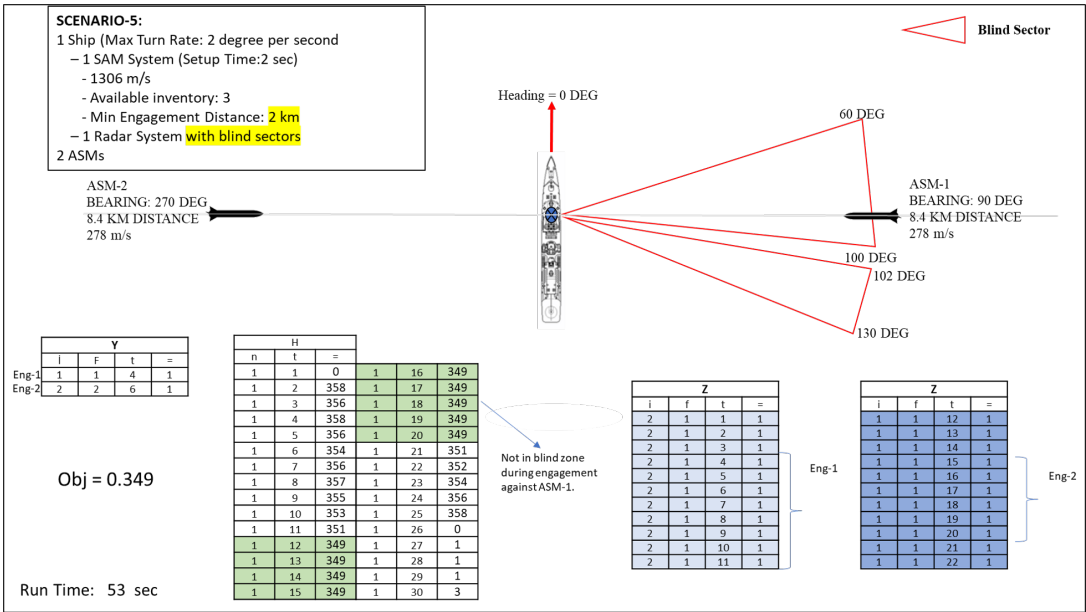 SCENARIO-5:
1 Ship (Max Turn Rate: 2 degree per second
– 1 SAM System (Setup Time:2 sec)
- 1306 m/s
- Available inventory: 3
- Min Engagement Distance: 2 km
– 1 Radar System with blind sectors
2 ASMs
Blind Sector
Heading = 0 DEG
60 DEG
ASM-2
BEARING: 270 DEG
8.4 KM DISTANCE
278 m/s
ASM-1
BEARING: 90 DEG
8.4 KM DISTANCE
278 m/s
100 DEG
102 DEG
130 DEG
Y
i F t =
Eng-1 1 1 4 1
Eng-2 2 2 6 1
Obj = 0.349
Run Time: 53 sec
H
n t =
1 1 0 1 16 349
1 2 358 1 17 349
1 3 356 1 18 349
1 4 358 1 19 349
1 5 356 1 20 349
1 6 354 1 21 351
1 7 356 1 22 352
1 8 357 1 23 354
1 9 355 1 24 356
1 10 353 1 25 358
1 11 351 1 26 0
1 12 349 1 27 1
1 13 349 1 28 1
1 14 349 1 29 1
1 15 349 1 30 3
Not in blind zone
during engagement
against ASM-1.
Z
i f t =
2 1 1 1
2 1 2 1
2 1 3 1
2 1 4 1
2 1 5 1
2 1 6 1
2 1 7 1
2 1 8 1
2 1 9 1
2 1 10 1
2 1 11 1
Eng-1
Z
i f t =
1 1 12 1
1 1 13 1
1 1 14 1
1 1 15 1
1 1 16 1
1 1 17 1
1 1 18 1
1 1 19 1
1 1 20 1
1 1 21 1
1 1 22 1
Eng-2